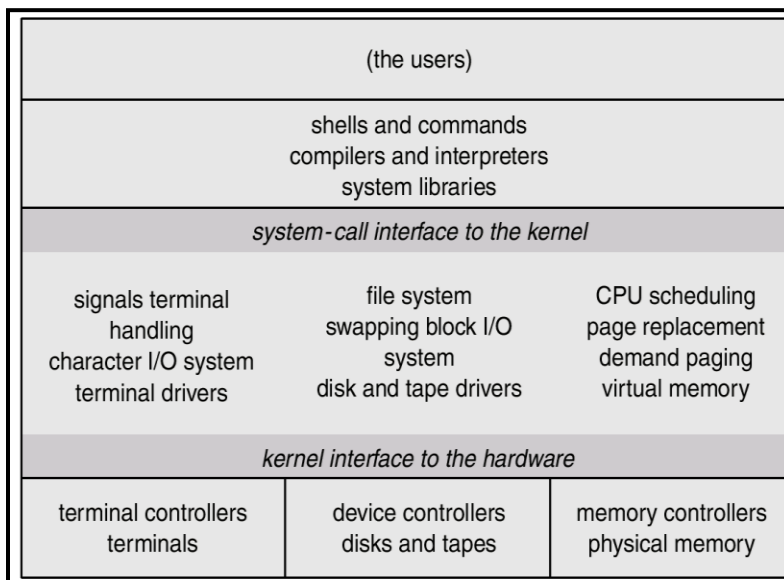 (the users)
shells and commands
compilers and interpreters
system libraries
system-call interface to the kernel
signals terminal
handling
character I/O system
terminal drivers
file system
swapping block I/O
system
disk and tape drivers
CPU scheduling
page replacement
demand paging
virtual memory
kernel interface to the hardware
terminal controllers
terminals
device controllers
disks and tapes
memory controllers
physical memory